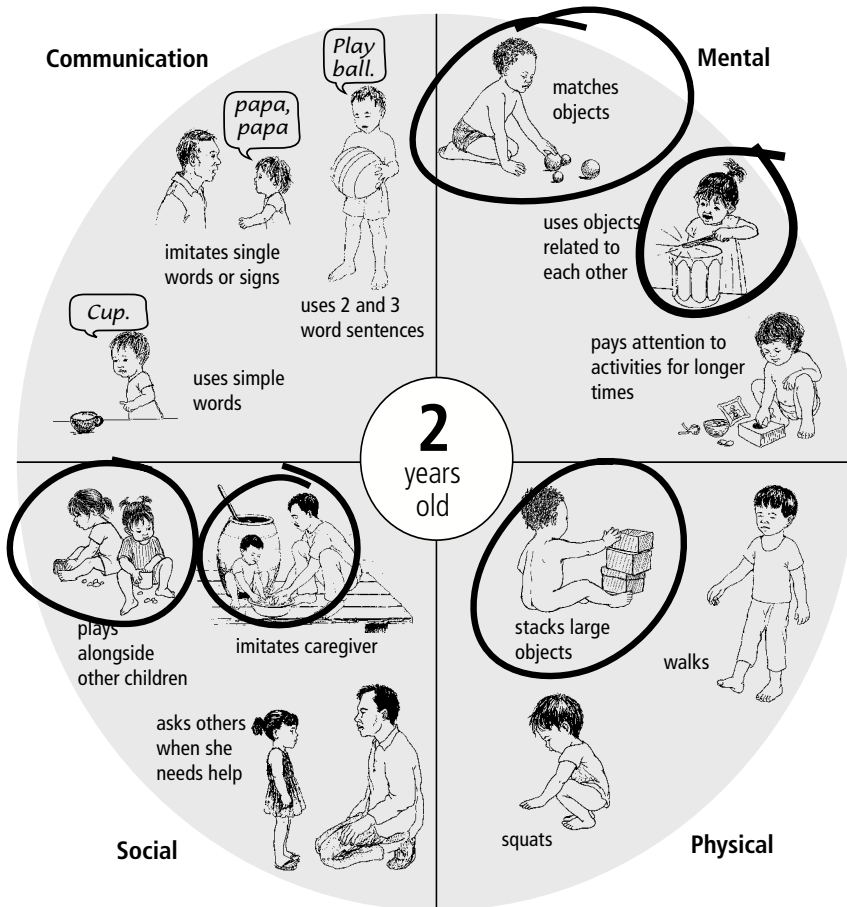 Communication
Play
ball.
papa,
papa
imitates single
words or signs
uses 2 and 3
word sentences
Cup.
uses simple
words
Mental
matches
objects
uses objects
related to
each other
pays attention to
activities for longer
times
2
years
old
plays
alongside
other children
imitates caregiver
asks others
when she
needs help
Social
stacks large
objects
walks
squats
Physical